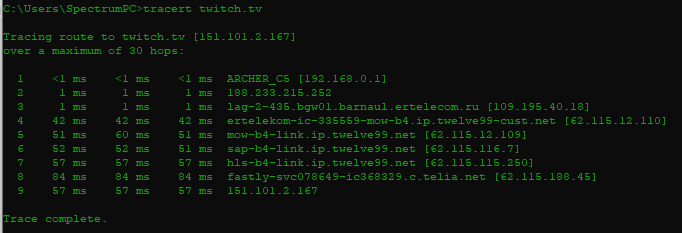 C:\Users\SpectrumPC>tracert twitch.tv
Tracing route to twitch.tv [151.101.2.167]
over a maximum of 30 hops:
1 <1 ms <1 ms <1 ms ARCHER_C5 [192.168.0.1]
2 1 ms 1 ms 1 ms 188.233.215.252
3 1 ms 1 ms 1 ms lag-2-435.bgw01.barnaul.ertelecom.ru [109.195.40.18]
4 42 ms 42 ms 42 ms ertelekom-ic-335559-mow-b4.ip.twelve99-cust.net [62.115.12.110]
5 51 ms 60 ms 51 ms mow-b4-link.ip.twelve99.net [62.115.12.109]
6 52 ms 52 ms 51 ms sap-b4-link.ip.twelve99.net [62.115.116.7]
7 57 ms 57 ms 57 ms hls-b4-link.ip.twelve99.net [62.115.115.250]
8 84 ms 84 ms 84 ms fastly-svc078649-ic368329.c.telia.net [62.115.188.45]
9 57 ms 57 ms 57 ms 151.101.2.167
Trace complete.